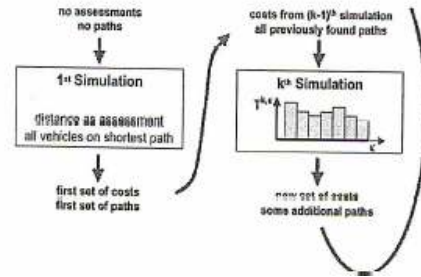 no assessments
no paths
1st Simulation
distance as assessment
all vehicles on shortest path
first set of costs
first set of paths
costs from (k-1)th simulation
all previously found paths
kth Simulation
new set of costs
some additional paths